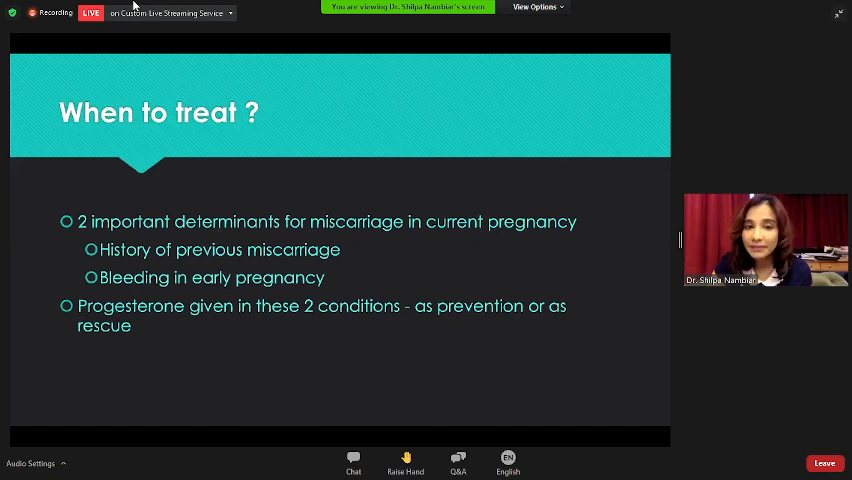 Recording
LIVE on Custom Live Streaming Service
You are viewing Dr. Shilpa Nambiar's screen
View Options
When to treat ?
2 important determinants for miscarriage in current pregnancy
History of previous miscarriage
Bleeding in early pregnancy
Progesterone given in these 2 conditions - as prevention or as
rescue
Dr. Shilpa Nambiar
Audio Settings
Chat
Raise Hand
Q&A
EN
English
Leave